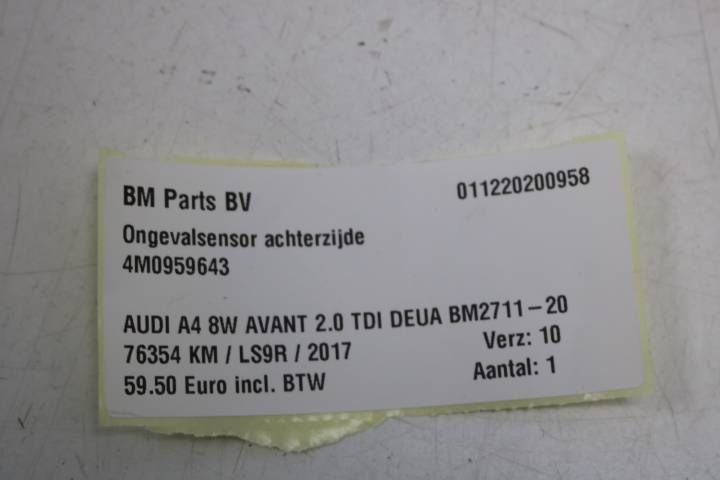 BM Parts BV
011220200958
Ongevalsensor achterzijde
4M0959643
AUDI A4 8W AVANT 2.0 TDI DEUA BM2711-20
76354 KM / LS9R / 2017
Verz: 10
59.50 Euro incl. BTW
Aantal: 1